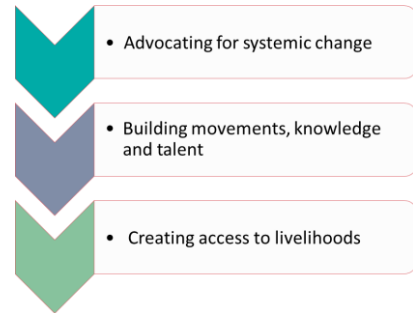 • Advocating for systemic change
• Building movements, knowledge
and talent
• Creating access to livelihoods